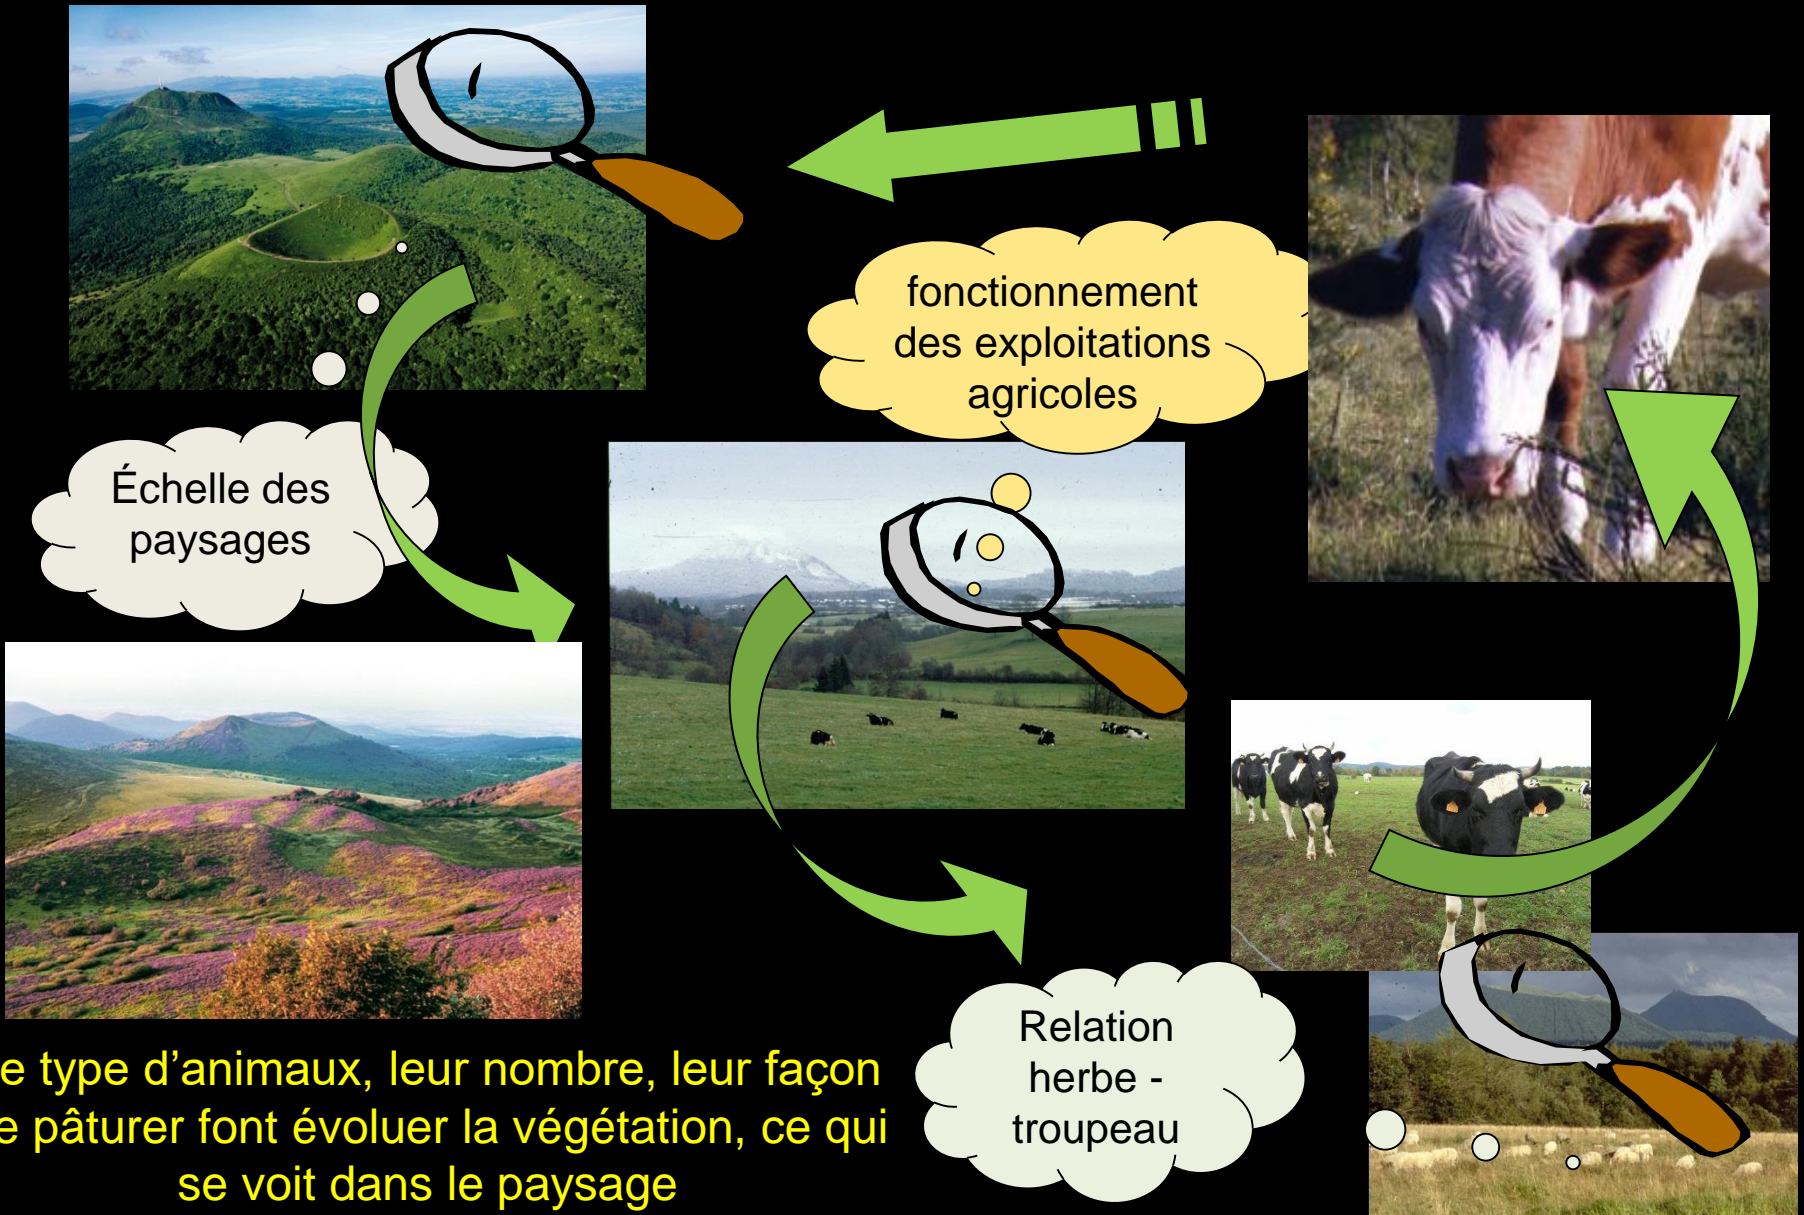 fonctionnement
des exploitations
agricoles
Échelle des
paysages
Relation
herbe -
troupeau
e type d’animaux, leur nombre, leur façon
e pâturer font évoluer la végétation, ce qui
se voit dans le paysage